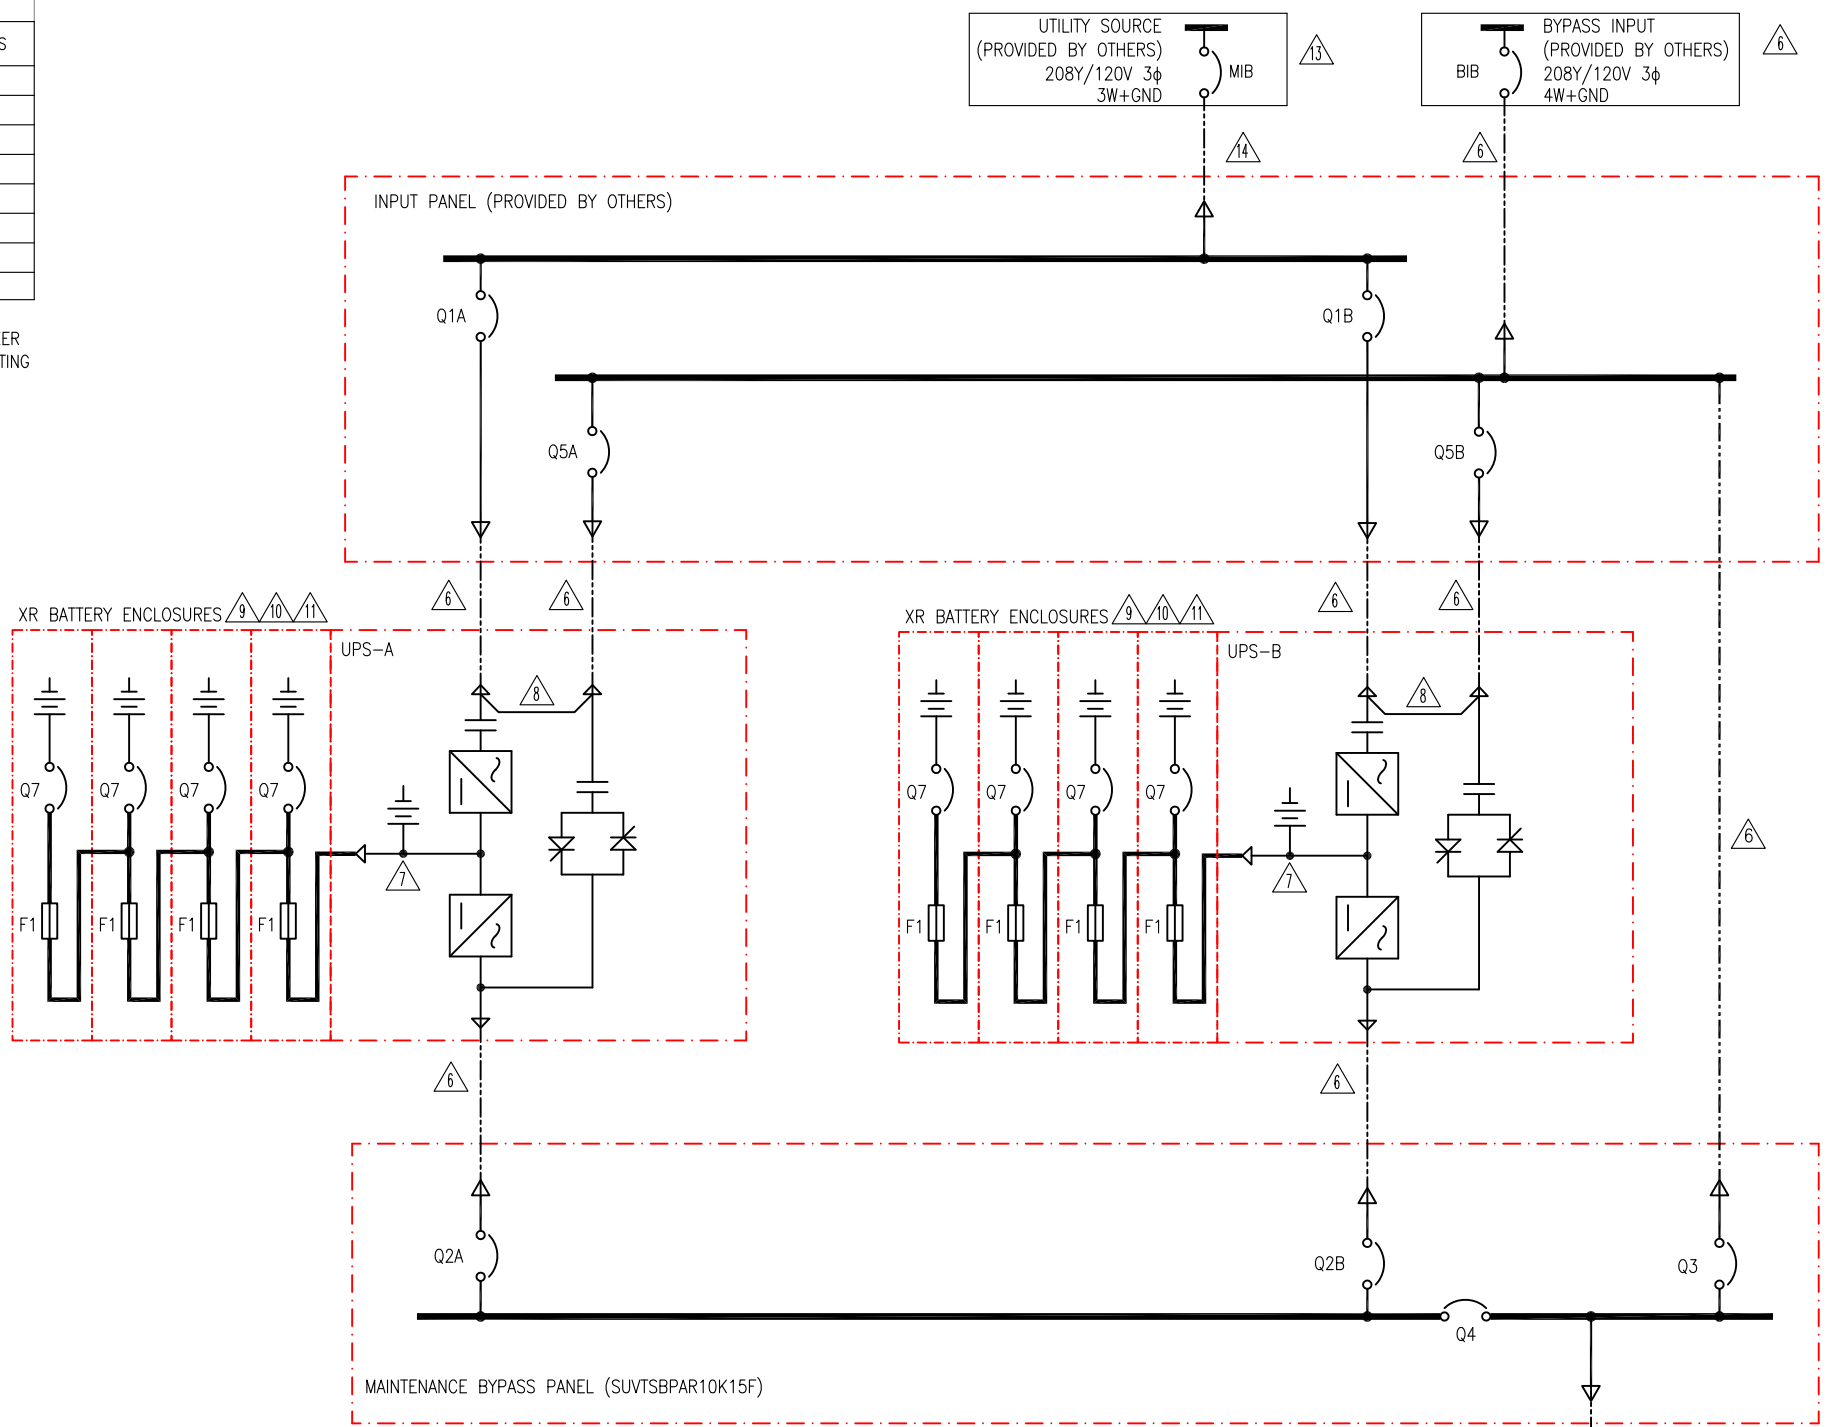 S
ER
TING
UTILITY SOURCE
(PROVIDED BY OTHERS)
208Y/120V 3ϕ
3W+GND
MIB
13
BIB
BYPASS INPUT
(PROVIDED BY OTHERS)
208Y/120V 3ϕ
4W+GND
6
14
6
INPUT PANEL (PROVIDED BY OTHERS)
Q1A
Q1B
Q5A
Q5B
6
6
6
6
XR BATTERY ENCLOSURES 9 10 11
XR BATTERY ENCLOSURES 9 10 11
UPS-A
UPS-B
8
8
Q7
Q7
Q7
Q7
Q7
Q7
Q7
Q7
6
7
7
F1
F1
F1
F1
F1
F1
F1
F1
6
6
Q2A
Q2B
Q3
Q4
MAINTENANCE BYPASS PANEL (SUVTSBPAR10K15F)